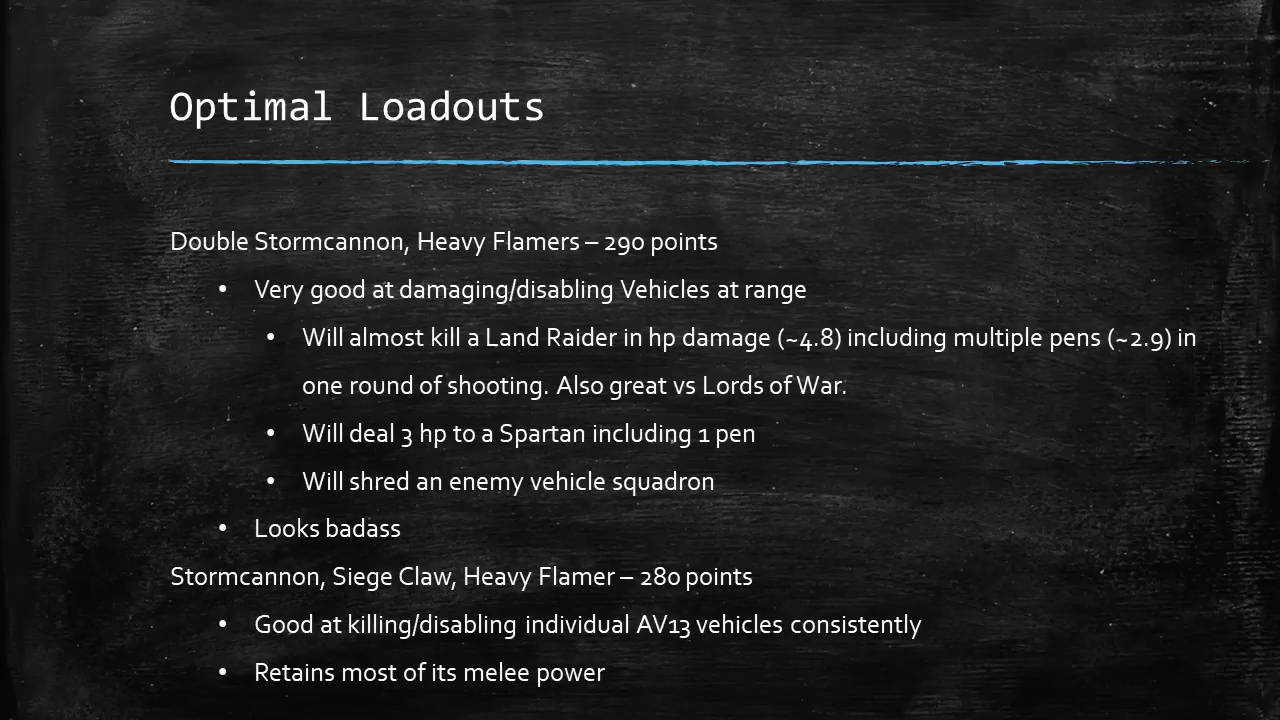 Optimal Loadouts
Double Stormcannon, Heavy Flamers – 290 points
• Very good at damaging/disabling Vehicles at range
• Will almost kill a Land Raider in hp damage (~4.8) including multiple pens (~2.9) in
one round of shooting. Also great vs Lords of War.
• Will deal 3 hp to a Spartan including 1 pen
• Will shred an enemy vehicle squadron
• Looks badass
Stormcannon, Siege Claw, Heavy Flamer – 280 points
• Good at killing/disabling individual AV13 vehicles consistently
• Retains most of its melee power